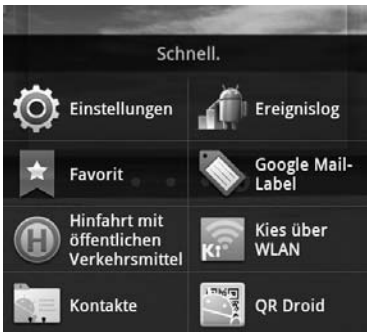 Schnell.
Einstellungen
Ereignislog
Favorit
Google Mail-
Label
Hinfahrt mit
öffentlichen
Verkehrsmittel
Kies über
WLAN
Kontakte
QR Droid